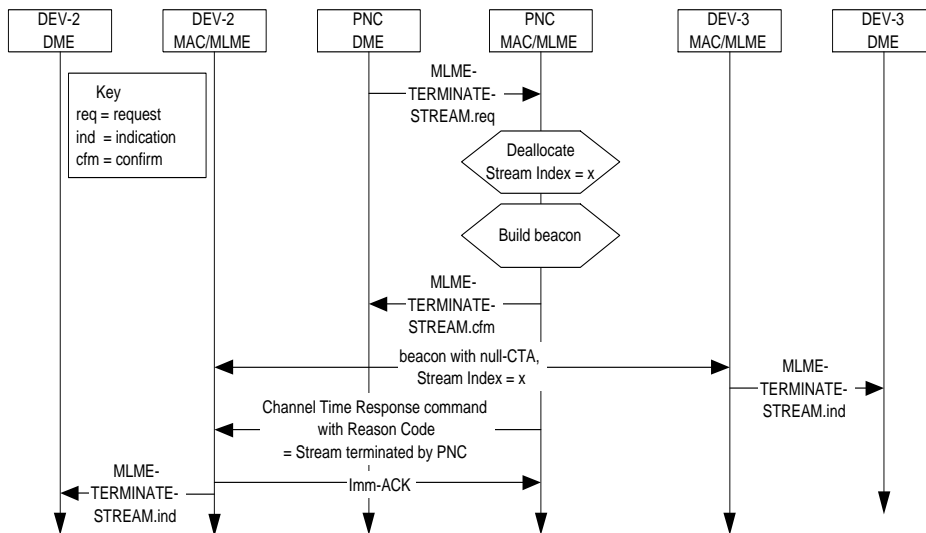 DEV-2
DME
DEV-2
MAC/MLME
PNC
DME
PNC
MAC/MLME
DEV-3
MAC/MLME
DEV-3
DME
Key
req = request
ind = indication
cfm = confirm
MLME-
TERMINATE-
STREAM.req
Deallocate
Stream Index = x
Build beacon
MLME-
TERMINATE-
STREAM.cfm
beacon with null-CTA,
Stream Index = x
MLME-
TERMINATE-
STREAM.ind
Channel Time Response command
with Reason Code
= Stream terminated by PNC
MLME-
TERMINATE-
STREAM.ind
Imm-ACK